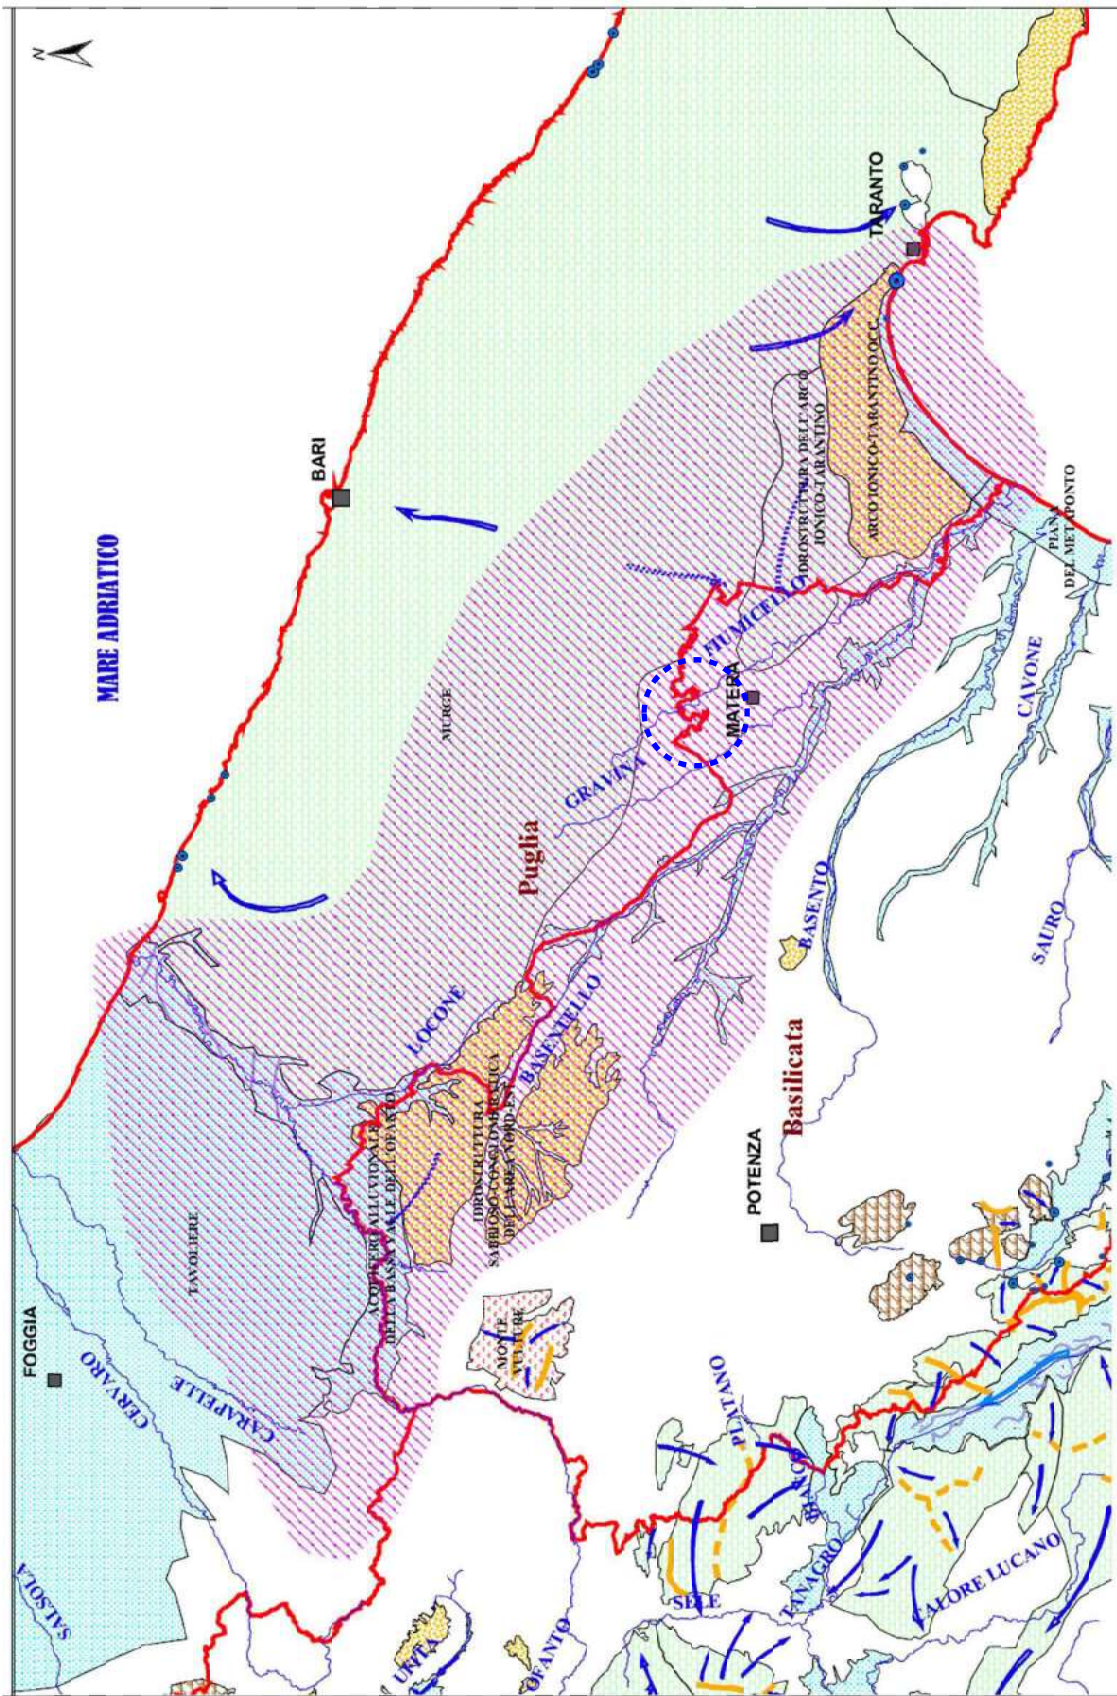 N
MARE ADRIATICO
BARI
TARANTO
IDROSTRUTTURA DELL'ARCO
IONICO-TARANTINO
ARCO IONICO-TARANTINO OCC.
PIANA
DEL METAPONTO
MURGE
FIUMICELLO
MATERA
GRAVINA
Puglia
CAVONE
BASENTO
SAURO
LOCONE
BASENTELLO
Basilicata
IDROSTRUTTURA
SABBIOSO-CONGLOMERATICA
DELL'AREA NORD-EST
ACQUIFERO ALLUVIONALE
DELLA BASSA VALLE DELL'OFANTO
TAVOLIERE
POTENZA
FOGGIA
CERVARO
CARAPELLE
MONTE
VULTURE
PLATANO
BIANCO
SALSOLA
UFITA
OFANTO
SELE
TANAGRO
CALORE LUCANO